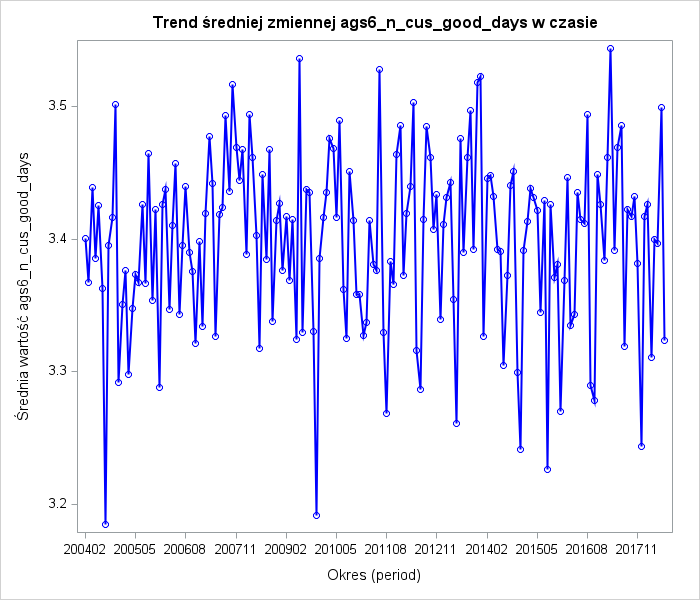 Trend średniej zmiennej ags6_n_cus_good_days w czasie
Średnia wartość ags6_n_cus_good_days
3.5
3.4
3.3
3.2
200402 200505 200608 200711 200902 201005 201108 201211 201402 201505 201608 201711
Okres (period)